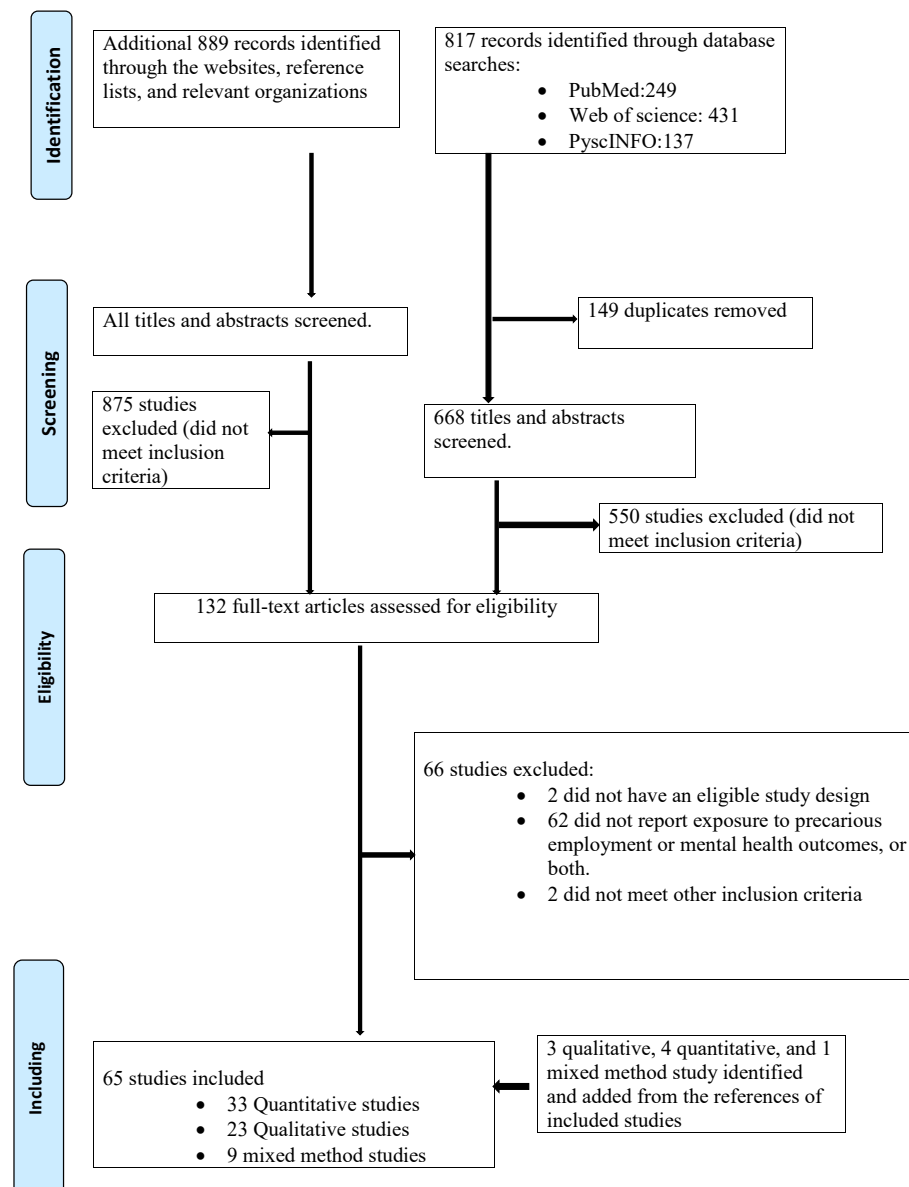 Identification
Additional 889 records identified
through the websites, reference
lists, and relevant organizations
817 records identified through database
searches:
• PubMed:249
• Web of science: 431
• PyscINFO:137
Screening
All titles and abstracts screened.
149 duplicates removed
875 studies
excluded (did not
meet inclusion
criteria)
668 titles and abstracts
screened.
550 studies excluded (did not
meet inclusion criteria)
Eligibility
132 full-text articles assessed for eligibility
66 studies excluded:
• 2 did not have an eligible study design
• 62 did not report exposure to precarious
employment or mental health outcomes, or
both.
• 2 did not meet other inclusion criteria
Including
65 studies included
• 33 Quantitative studies
• 23 Qualitative studies
• 9 mixed method studies
3 qualitative, 4 quantitative, and 1
mixed method study identified
and added from the references of
included studies